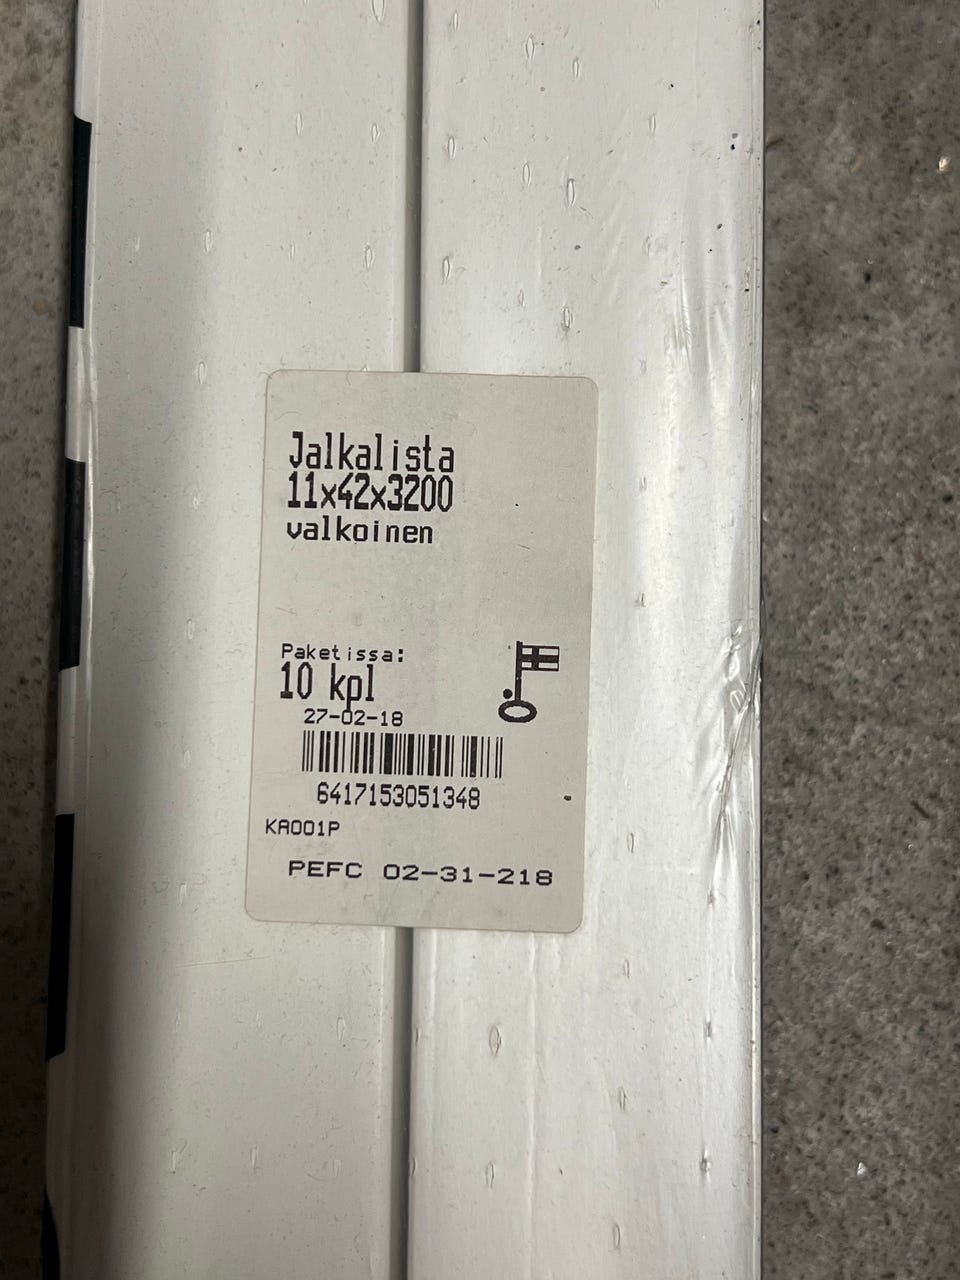 Jalkalista
11x42x3200
valkoinen
Paketissa:
10 kpl
27-02-18
6417153051348
KA001P
PEFC 02-31-218